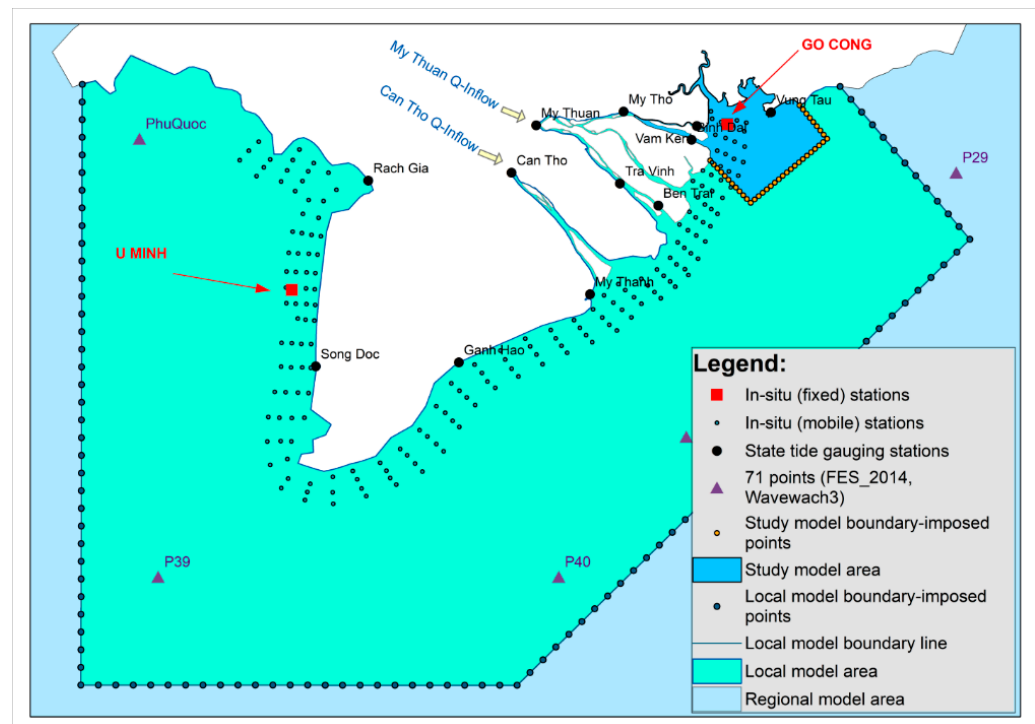 GO CONG
My Thuan Q-Inflow
Can Tho Q-Inflow
PhuQuoc
My Thuan
My Tho
Vung Tau
Binh Dai
Vam Kenh
Can Tho
Rach Gia
Tra Vinh
Ben Trai
P29
U MINH
My Thanh
Song Doc
Ganh Hao
P39
P40
Legend:
In-situ (fixed) stations
In-situ (mobile) stations
State tide gauging stations
71 points (FES_2014,
Wavewach3)
Study model boundary-imposed
points
Study model area
Local model boundary-imposed
points
Local model boundary line
Local model area
Regional model area